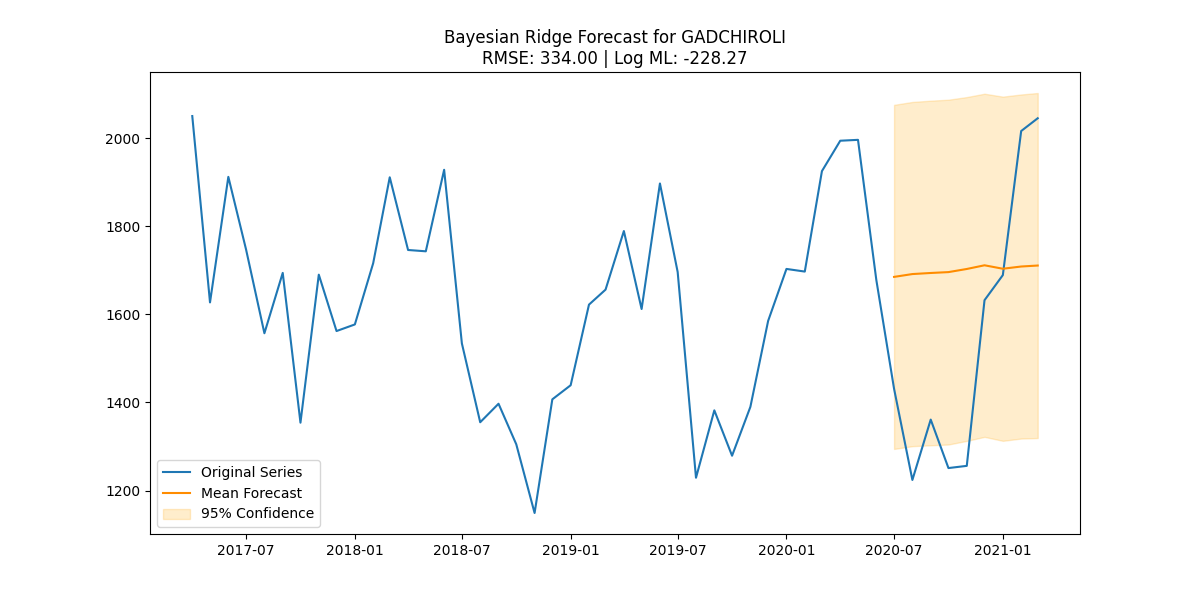 Bayesian Ridge Forecast for GADCHIROLI
RMSE: 334.00 | Log ML: -228.27
2000
1800
1600
1400
1200
Original Series
Mean Forecast
95% Confidence
2017-07
2018-01
2018-07
2019-01
2019-07
2020-01
2020-07
2021-01